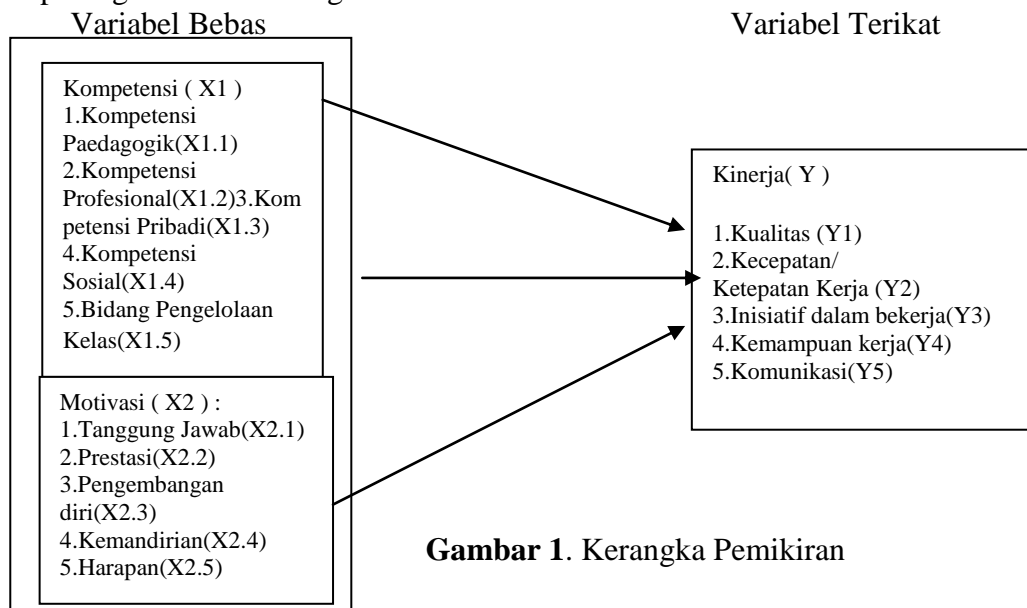 Variabel Bebas
Variabel Terikat
Kompetensi ( X1 )
1.Kompetensi
Paedagogik(X1.1)
2.Kompetensi
Profesional(X1.2)3.Kom
petensi Pribadi(X1.3)
4.Kompetensi
Sosial(X1.4)
5.Bidang Pengelolaan
Kelas(X1.5)
Motivasi ( X2 ) :
1.Tanggung Jawab(X2.1)
2.Prestasi(X2.2)
3.Pengembangan
diri(X2.3)
4.Kemandirian(X2.4)
5.Harapan(X2.5)
Kinerja( Y )
1.Kualitas (Y1)
2.Kecepatan/
Ketepatan Kerja (Y2)
3.Inisiatif dalam bekerja(Y3)
4.Kemampuan kerja(Y4)
5.Komunikasi(Y5)
Gambar 1. Kerangka Pemikiran